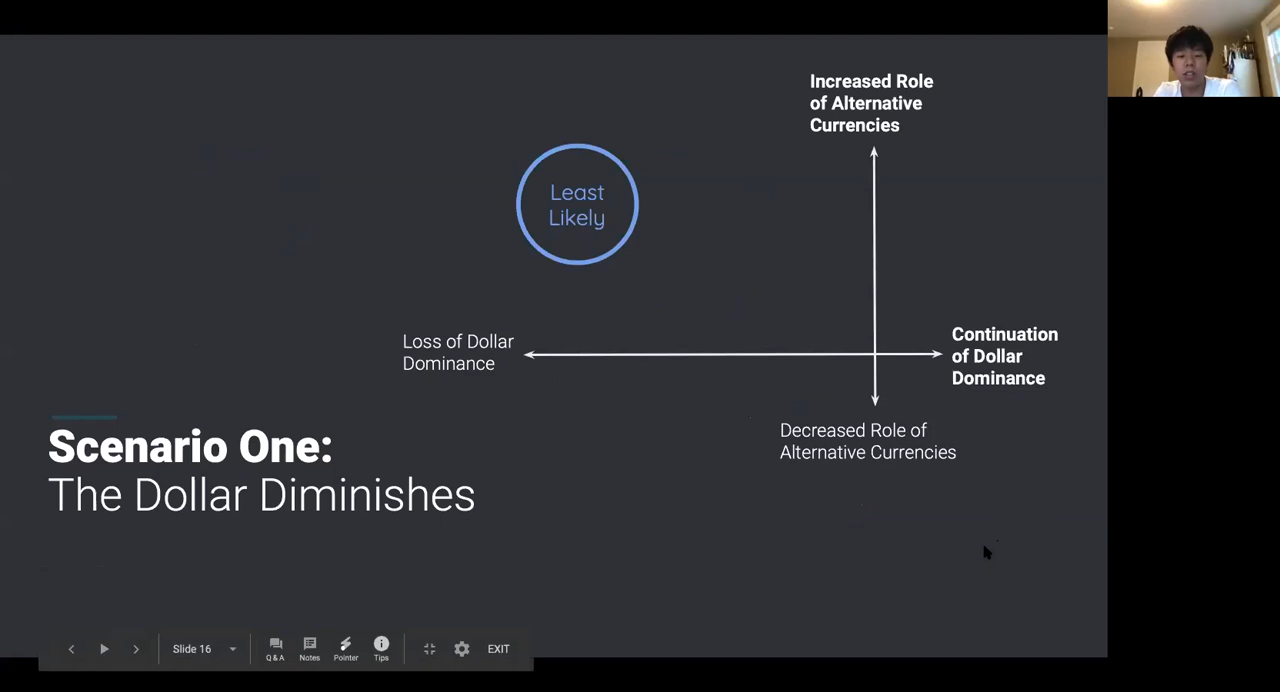 Increased Role
of Alternative
Currencies
Least
Likely
Loss of Dollar
Dominance
Continuation
of Dollar
Dominance
Decreased Role of
Alternative Currencies
Scenario One:
The Dollar Diminishes
Slide 16
Q & A
Notes
Pointer
Tips
EXIT